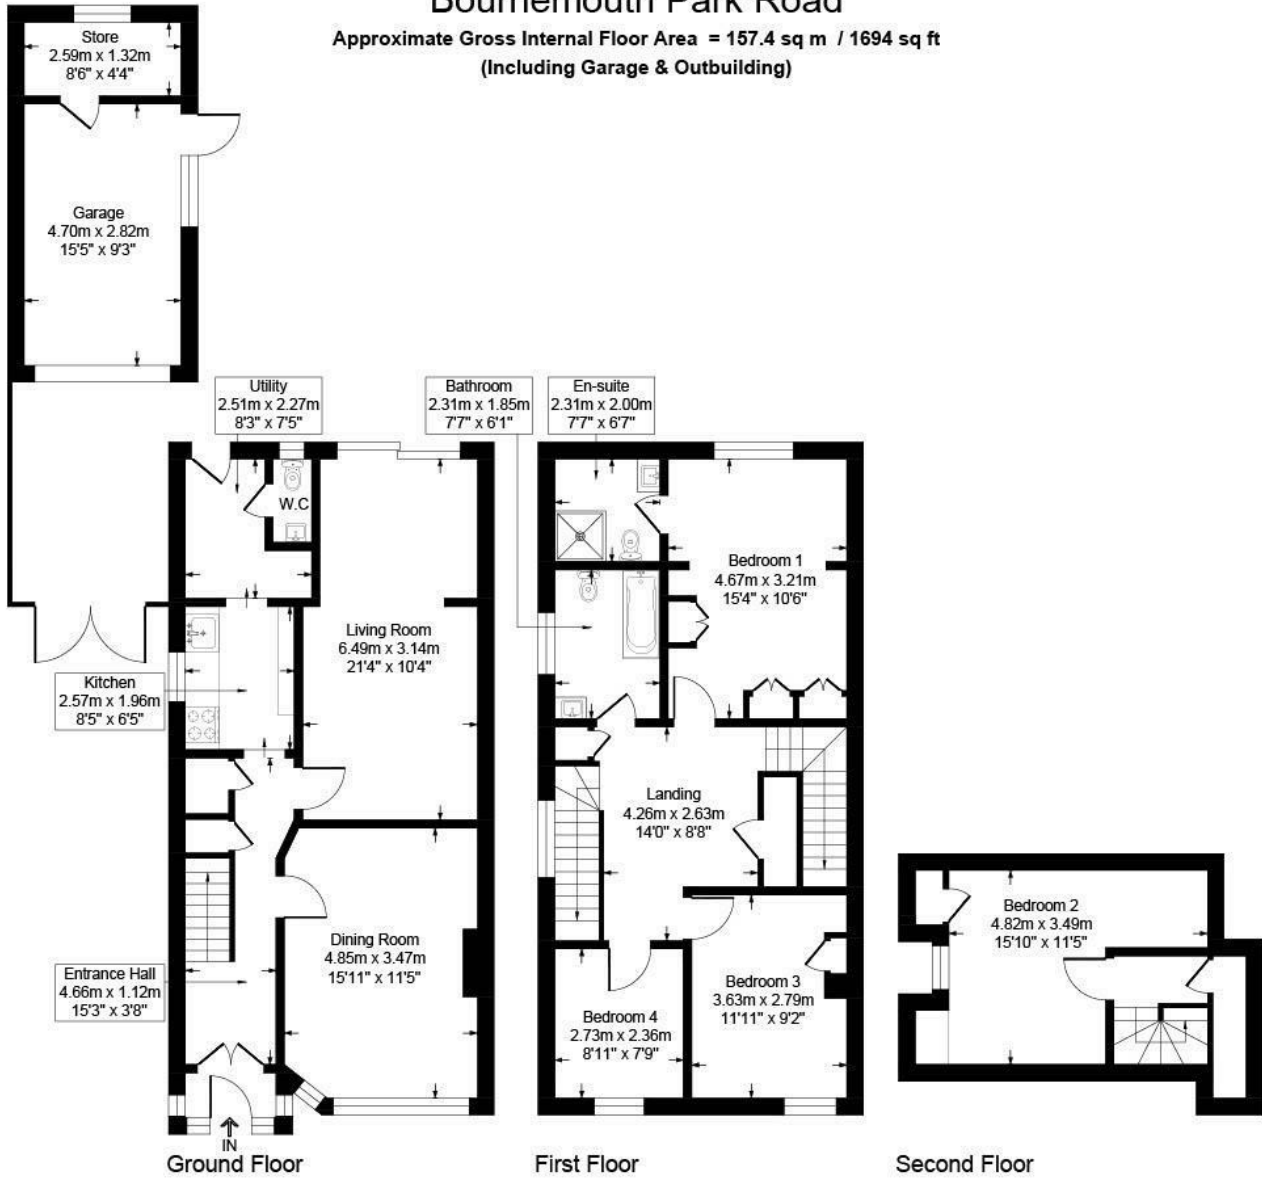 Bournemouth Park Road
Approximate Gross Internal Floor Area = 157.4 sq m / 1694 sq ft
(Including Garage & Outbuilding)
Store
2.59m x 1.32m
8'6" x 4'4"
Garage
4.70m x 2.82m
15'5" x 9'3"
Utility
2.51m x 2.27m
8'3" x 7'5"
Bathroom
2.31m x 1.85m
7'7" x 6'1"
En-suite
2.31m x 2.00m
7'7" x 6'7"
W.C
Bedroom 1
4.67m x 3.21m
15'4" x 10'6"
Living Room
6.49m x 3.14m
21'4" x 10'4"
Kitchen
2.57m x 1.96m
8'5" x 6'5"
Landing
4.26m x 2.63m
14'0" x 8'8"
Bedroom 2
4.82m x 3.49m
15'10" x 11'5"
Dining Room
4.85m x 3.47m
15'11" x 11'5"
Entrance Hall
4.66m x 1.12m
15'3" x 3'8"
Bedroom 3
3.63m x 2.79m
11'11" x 9'2"
Bedroom 4
2.73m x 2.36m
8'11" x 7'9"
IN
Ground Floor
First Floor
Second Floor